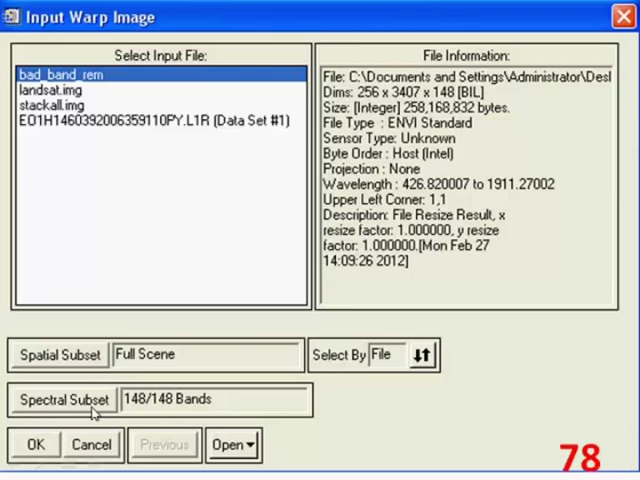 Input Warp Image
Select Input File:
bad_band_rem
landsat.img
stackall.img
EO1H1460392006359110PY.L1R (Data Set #1)
File Information:
File: C:\Documents and Settings\Administrator\Desl
Dims: 256 x 3407 x 148 [BIL]
Size: [Integer] 258,168,832 bytes.
File Type : ENVI Standard
Sensor Type: Unknown
Byte Order : Host (Intel)
Projection : None
Wavelength : 426.820007 to 1911.27002
Upper Left Corner: 1,1
Description: File Resize Result, x
resize factor: 1.000000, y resize
factor: 1.000000.[Mon Feb 27
14:09:26 2012]
Spatial Subset Full Scene
Select By File
Spectral Subset 148/148 Bands
OK Cancel Previous Open
78